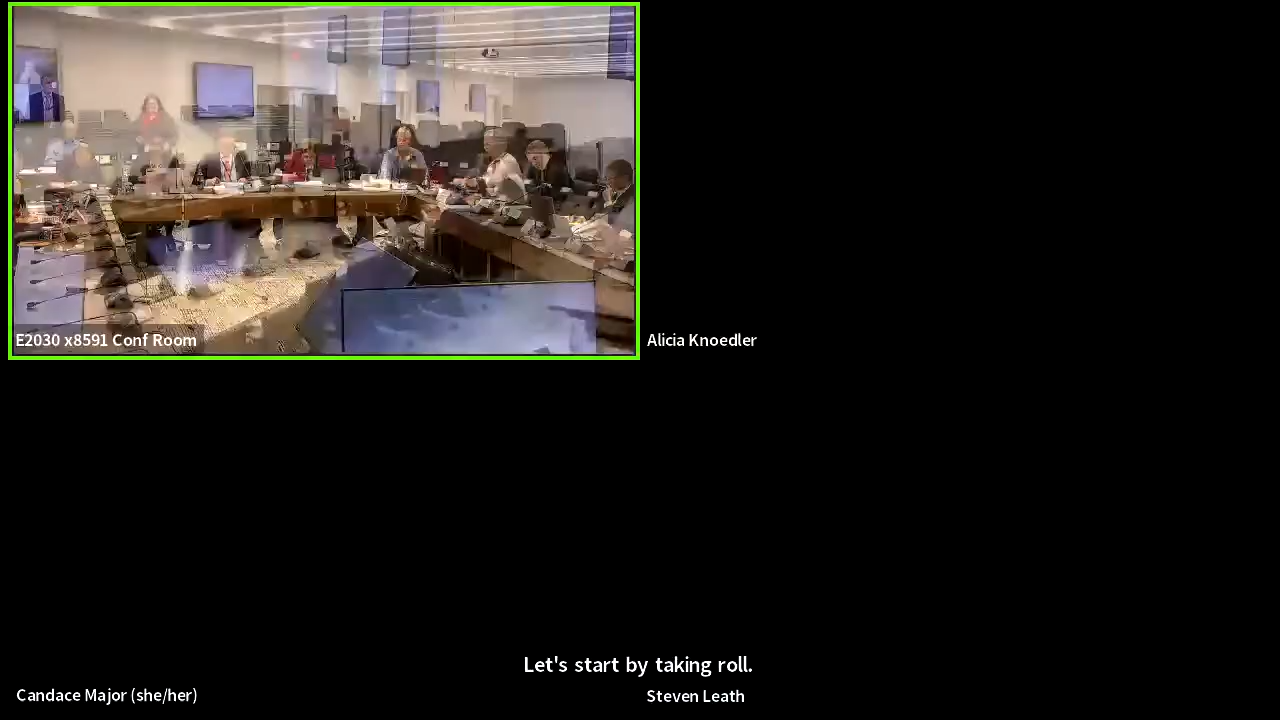 E2030 x8591 Conf Room
Alicia Knoedler
Let's start by taking roll.
Candace Major (she/her)
Steven Leath